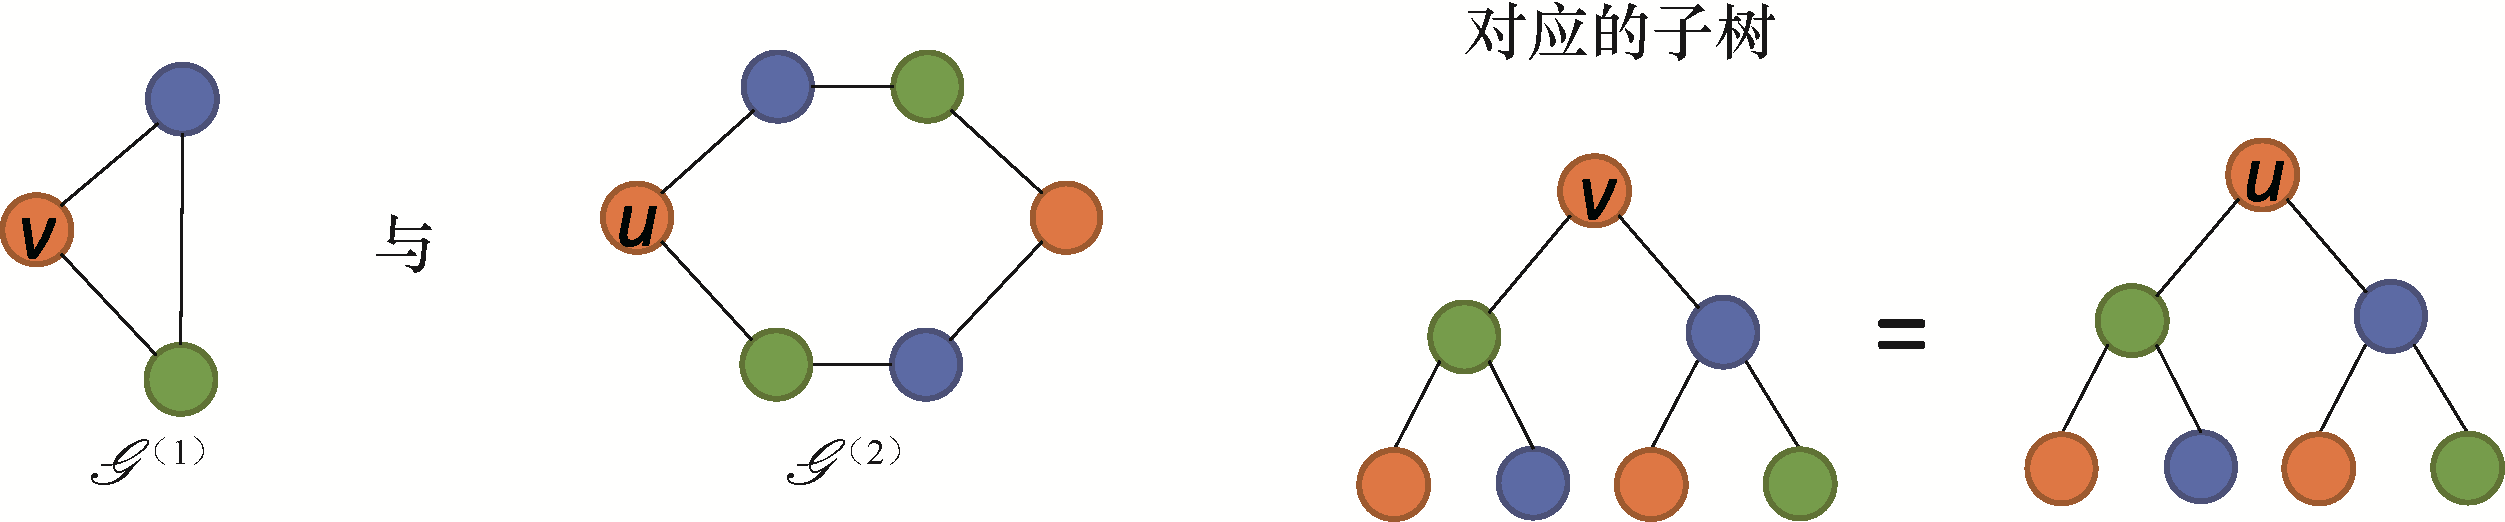 对应的子树
v
与
u
v
=
u
𝒢(1)
𝒢(2)